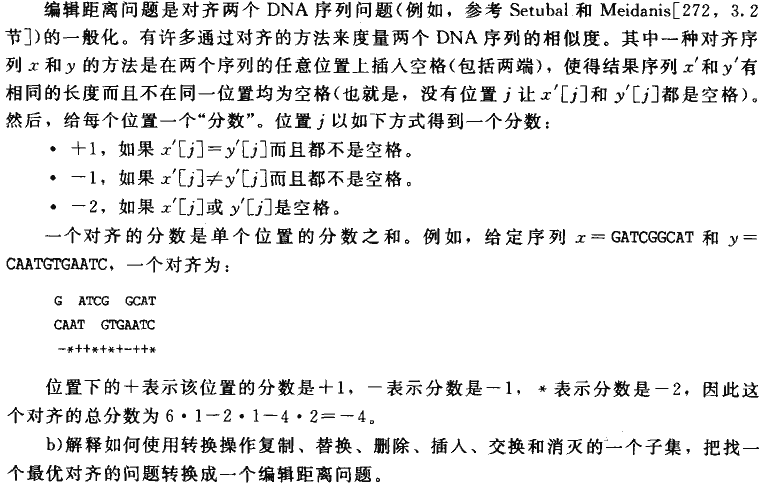 编辑距离问题是对齐两个 DNA 序列问题(例如，参考 Setubal 和 Meidanis[272，3.2
节])的一般化。有许多通过对齐的方法来度量两个 DNA 序列的相似度。其中一种对齐序
列 x 和 y 的方法是在两个序列的任意位置上插入空格(包括两端)，使得结果序列 x′和 y′有
相同的长度而且不在同一位置均为空格(也就是，没有位置 j 让 x′[j]和 y′[j]都是空格)。
然后，给每个位置一个“分数”。位置 j 以如下方式得到一个分数：
• +1，如果 x′[j]=y′[j]而且都不是空格。
• −1，如果 x′[j]≠y′[j]而且都不是空格。
• −2，如果 x′[j]或 y′[j]是空格。
一个对齐的分数是单个位置的分数之和。例如，给定序列 x=GATCGGCAT 和 y=
CAATGTGAATC，一个对齐为：
G ATCG GCAT
CAAT GTGAATC
−*++*+*+−++*
位置下的+表示该位置的分数是+1，−表示分数是−1，*表示分数是−2，因此这
个对齐的总分数为 6·1−2·1−4·2=−4。
b)解释如何使用转换操作复制、替换、删除、插入、交换和消灭的一个子集，把找一
个最优对齐的问题转换成一个编辑距离问题。